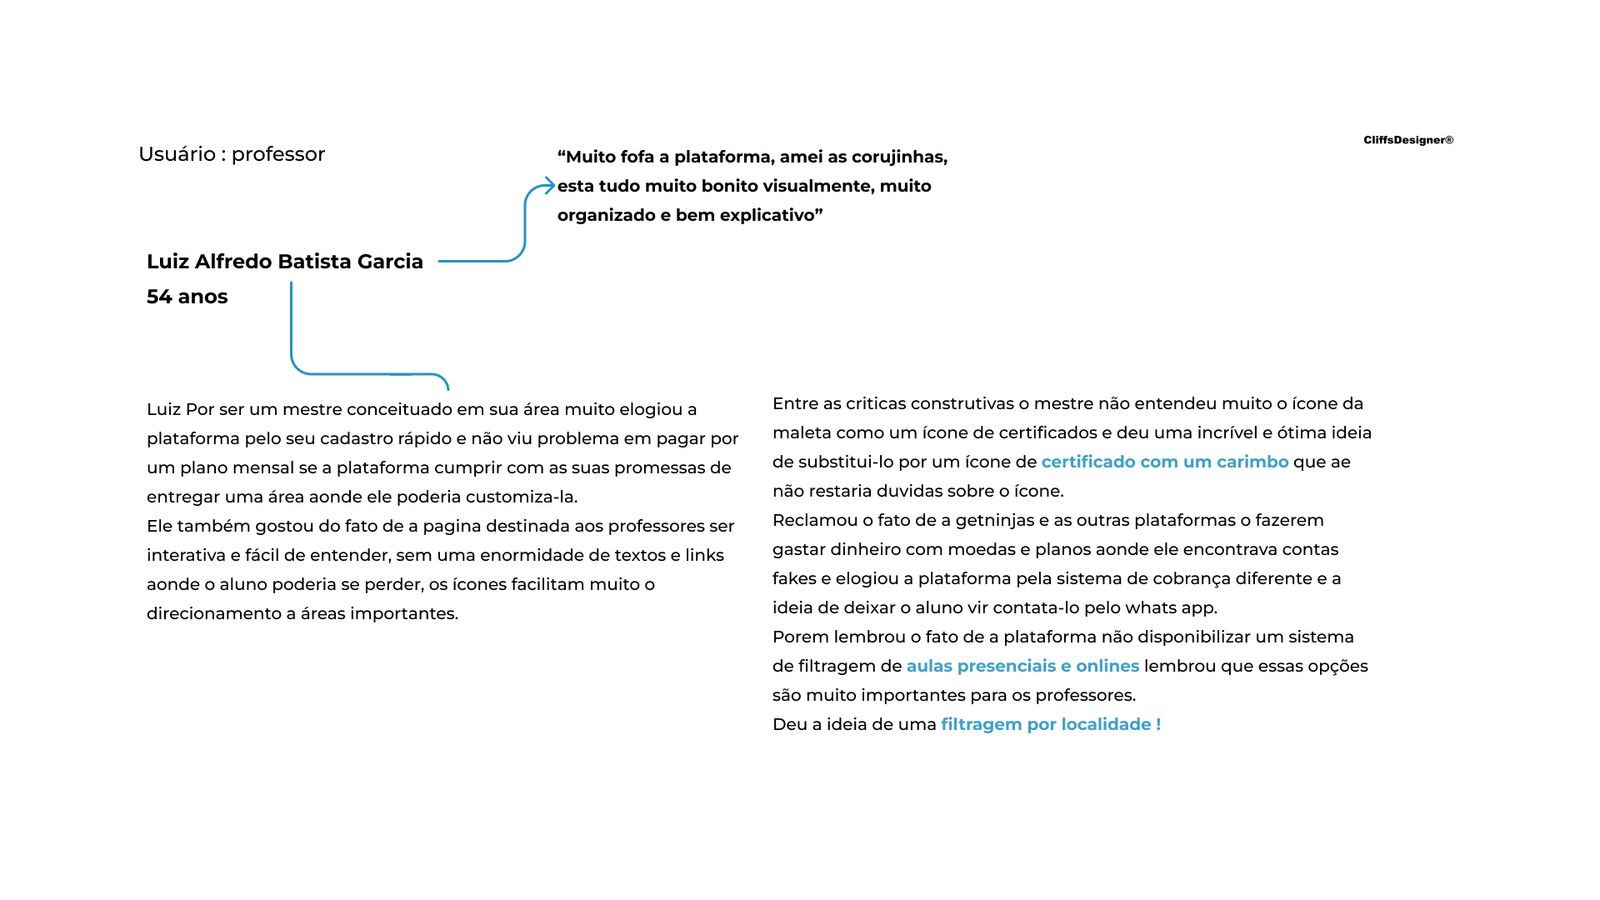 Usuário : professor
CliffsDesigner®
“Muito fofa a plataforma, amei as corujinhas,
esta tudo muito bonito visualmente, muito
organizado e bem explicativo”
Luiz Alfredo Batista Garcia
54 anos
Luiz Por ser um mestre conceituado em sua área muito elogiou a
plataforma pelo seu cadastro rápido e não viu problema em pagar por
um plano mensal se a plataforma cumprir com as suas promessas de
entregar uma área aonde ele poderia customiza-la.
Ele também gostou do fato de a pagina destinada aos professores ser
interativa e fácil de entender, sem uma enormidade de textos e links
aonde o aluno poderia se perder, os ícones facilitam muito o
direcionamento a áreas importantes.
Entre as criticas construtivas o mestre não entendeu muito o ícone da
maleta como um ícone de certificados e deu uma incrível e ótima ideia
de substitui-lo por um ícone de certificado com um carimbo que ae
não restaria duvidas sobre o ícone.
Reclamou o fato de a getninjas e as outras plataformas o fazerem
gastar dinheiro com moedas e planos aonde ele encontrava contas
fakes e elogiou a plataforma pela sistema de cobrança diferente e a
ideia de deixar o aluno vir contata-lo pelo whats app.
Porem lembrou o fato de a plataforma não disponibilizar um sistema
de filtragem de aulas presenciais e onlines lembrou que essas opções
são muito importantes para os professores.
Deu a ideia de uma filtragem por localidade !